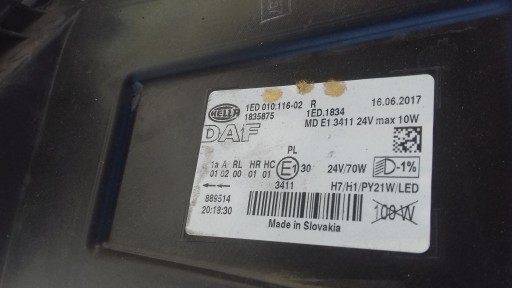 HELLA
1ED 010.116-02 R 16.06.2017
1835875 1ED.1834
DAF MD E1 3411 24V max 10W
PL
1a A RL HR HC E1 30 24V/70W -1%
01 02 00 01 01
3411 H7/H1/PY21W/LED
889514 100 W
20:18:30
Made in Slovakia